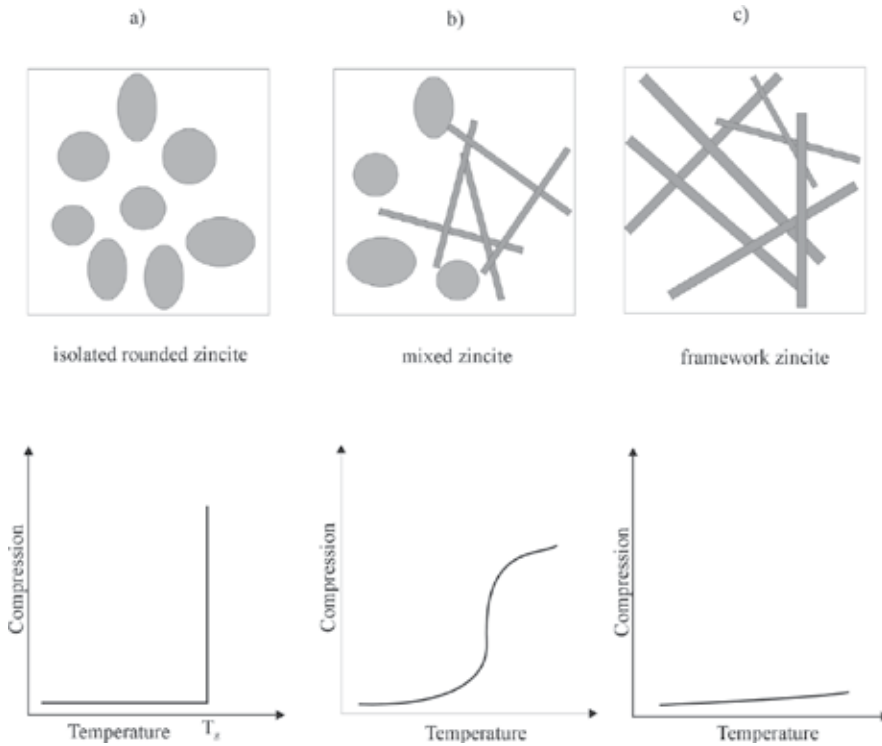 a)
b)
c)
isolated rounded zincite
mixed zincite
framework zincite
Compression
Temperature
Tg
Compression
Temperature
Compression
Temperature